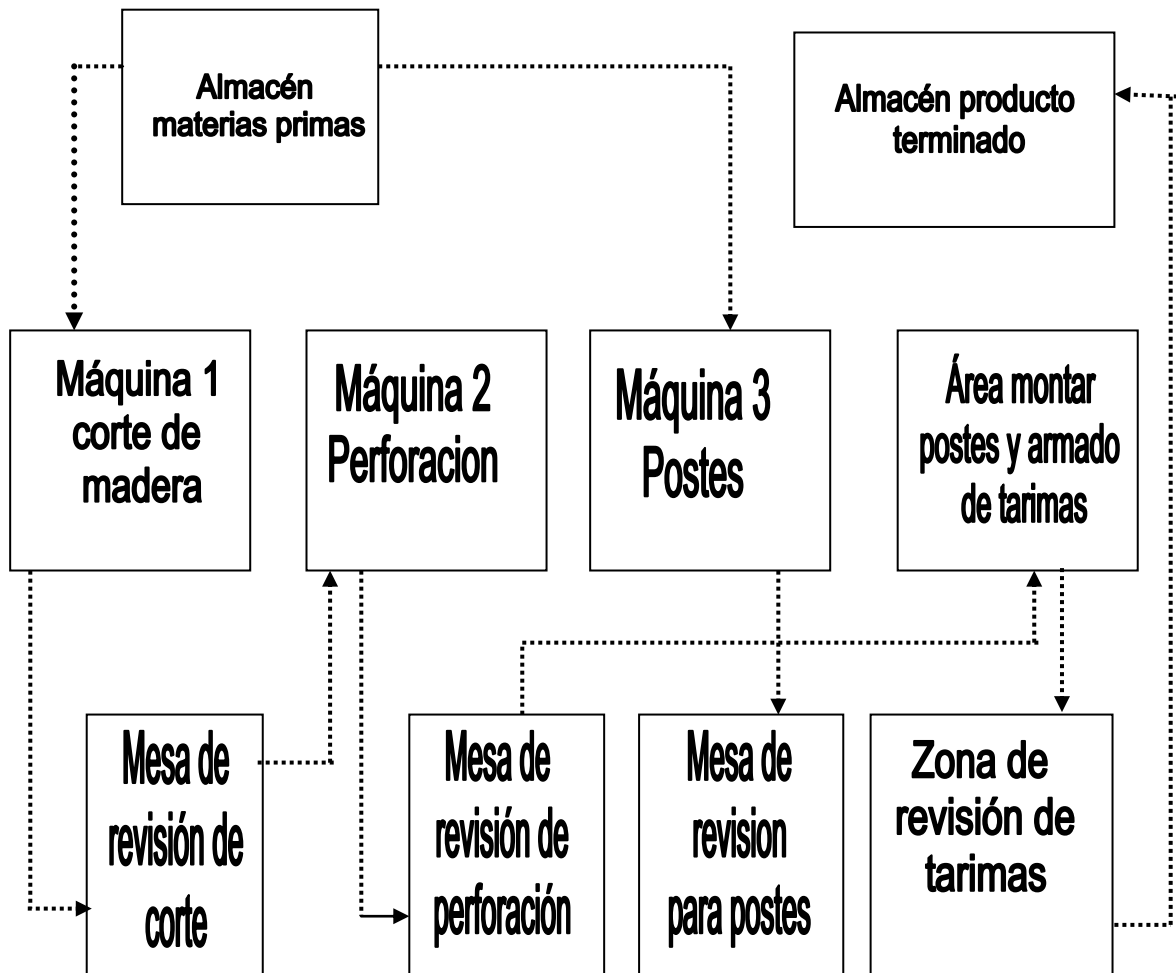 Almacén
materias primas
Almacén producto
terminado
Máquina 1
corte de
madera
Máquina 2
Perforacion
Máquina 3
Postes
Área montar
postes y armado
de tarimas
Mesa de
revisión de
corte
Mesa de
revisión de
perforación
Mesa de
revision
para postes
Zona de
revisión de
tarimas